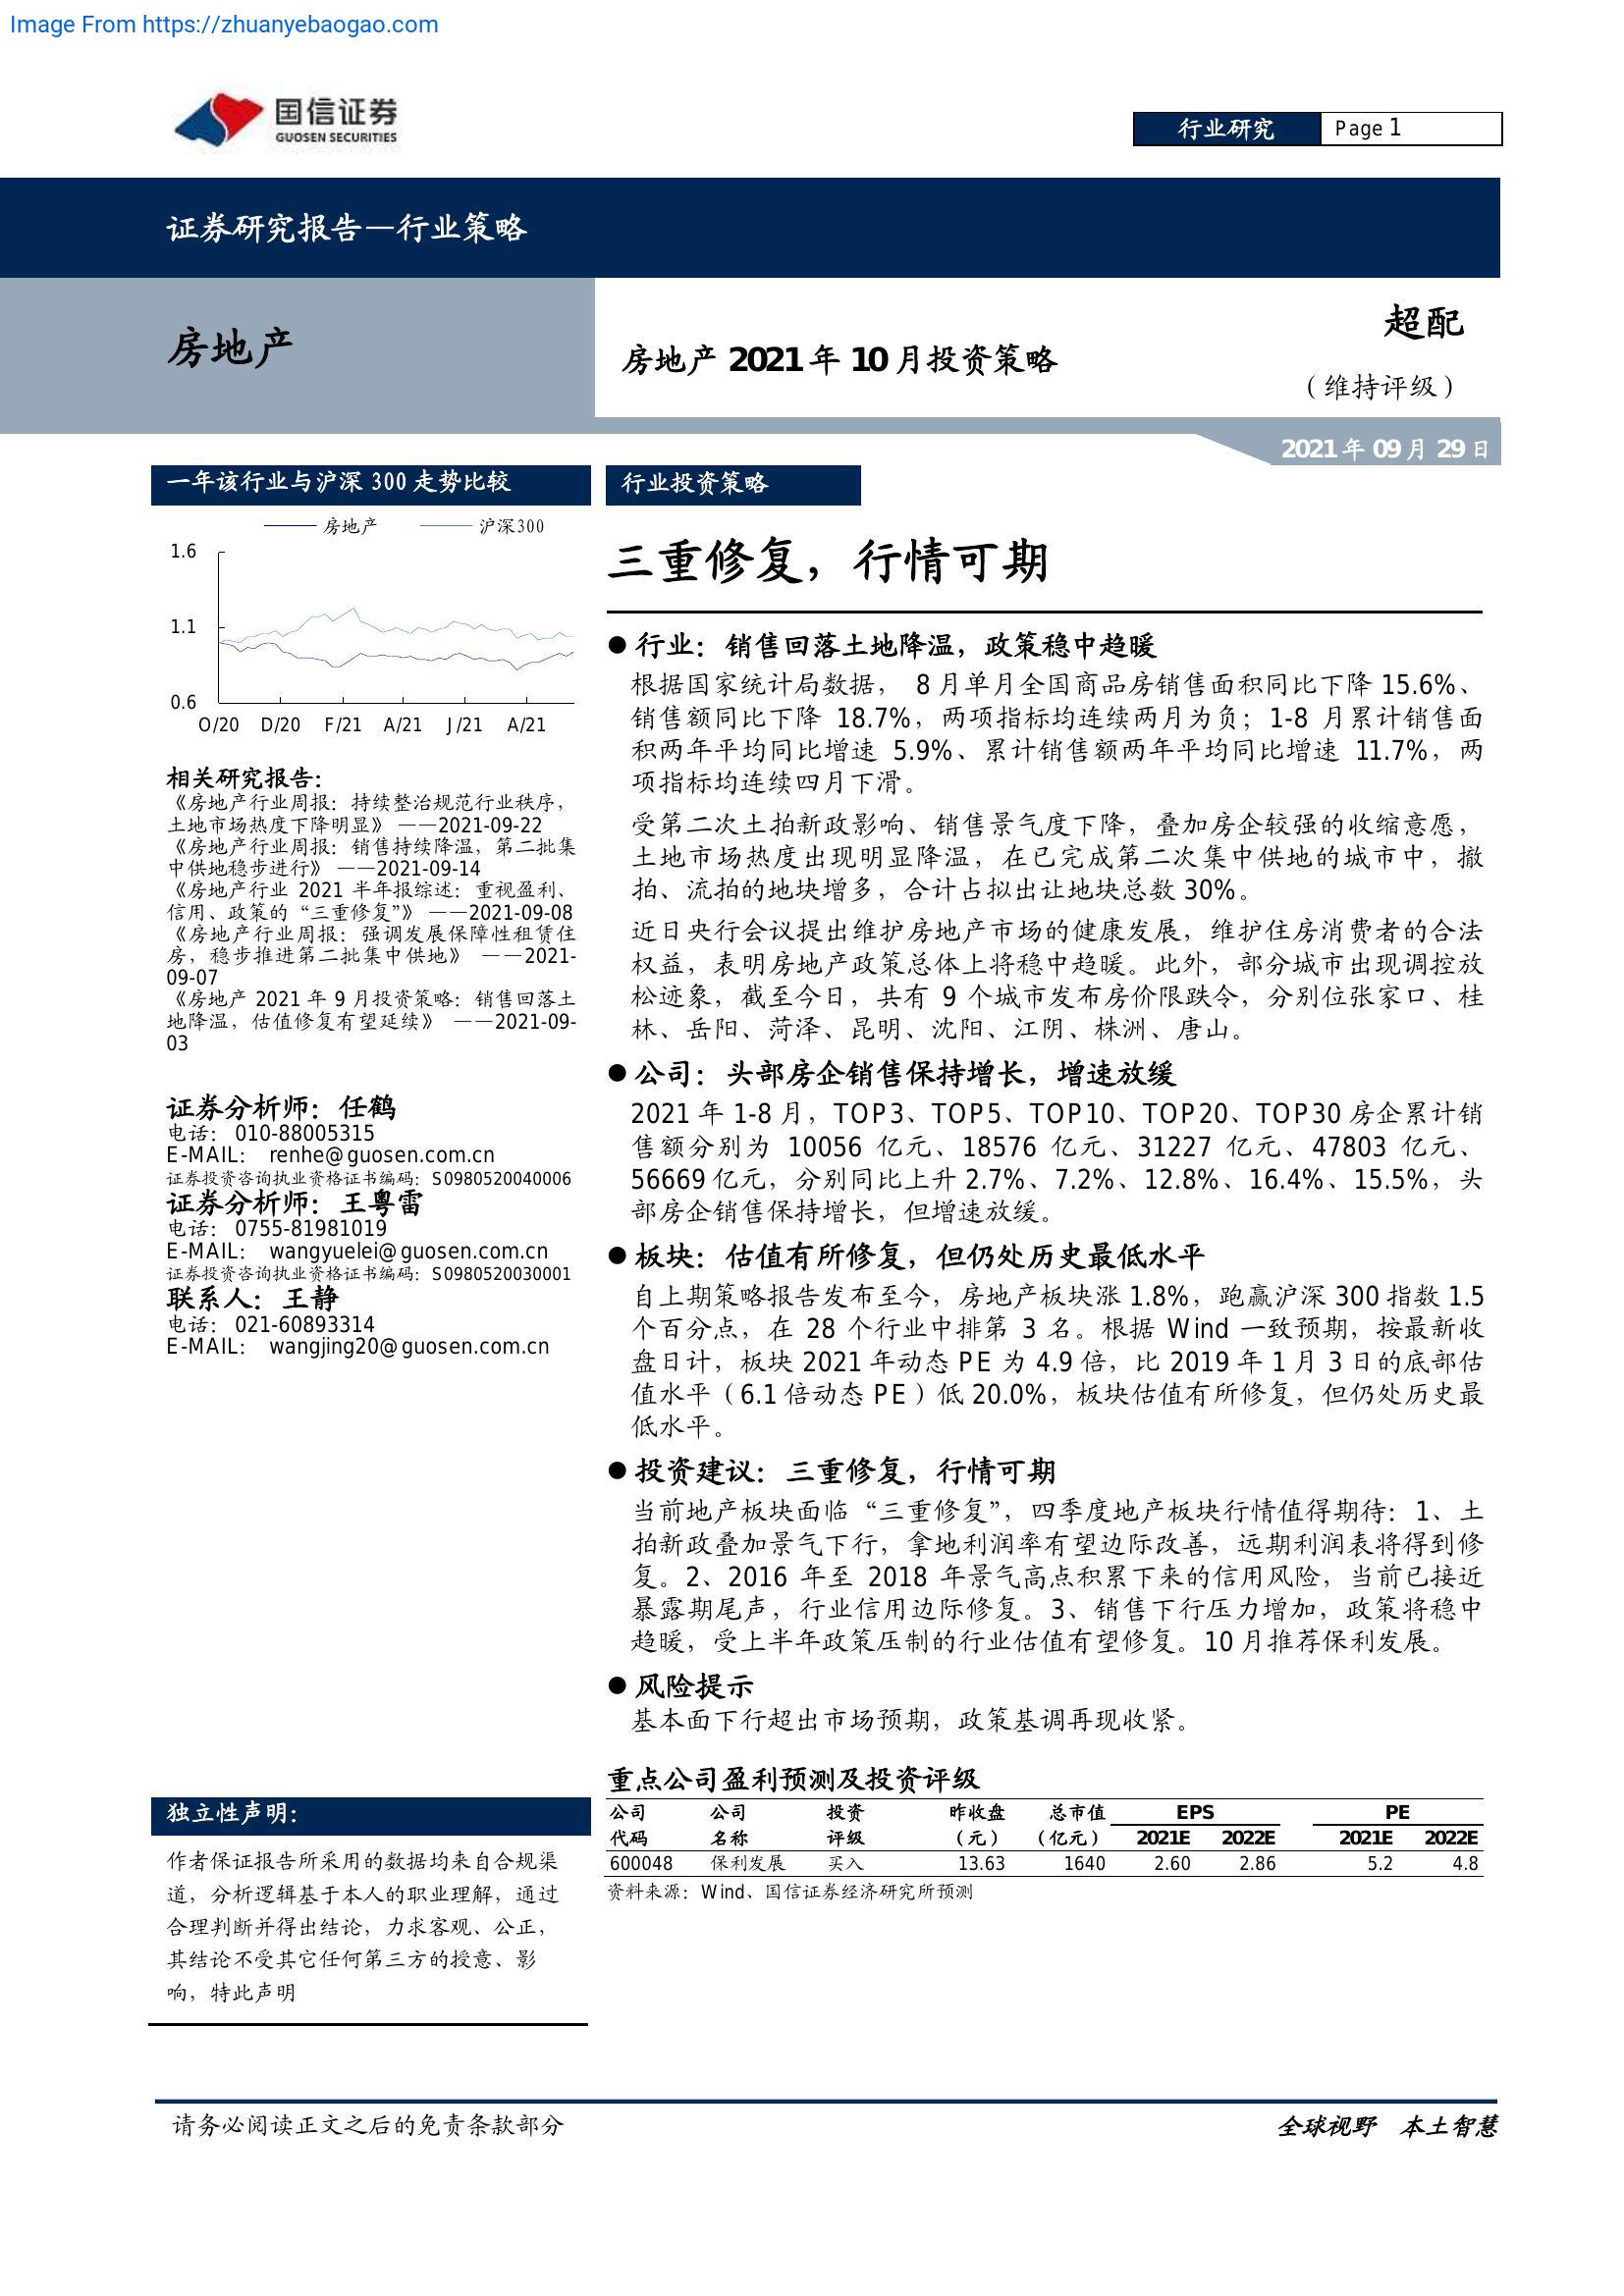 Image From https://zhuanyebaogao.com
国信证券
GUOSEN SECURITIES
行业研究
Page 1
证券研究报告—行业策略
房地产
房地产 2021 年 10 月投资策略
超配
（维持评级）
2021 年 09 月 29 日
一年该行业与沪深 300 走势比较
房地产 沪深300
1.6
1.1
0.6
O/20 D/20 F/21 A/21 J/21 A/21
相关研究报告：
《房地产行业周报：持续整治规范行业秩序，
土地市场热度下降明显》 ——2021-09-22
《房地产行业周报：销售持续降温，第二批集
中供地稳步进行》 ——2021-09-14
《房地产行业 2021 半年报综述：重视盈利、
信用、政策的“三重修复”》 ——2021-09-08
《房地产行业周报：强调发展保障性租赁住
房，稳步推进第二批集中供地》 ——2021-
09-07
《房地产 2021 年 9 月投资策略：销售回落土
地降温，估值修复有望延续》 ——2021-09-
03
证券分析师：任鹤
电话： 010-88005315
E-MAIL： renhe@guosen.com.cn
证券投资咨询执业资格证书编码：S0980520040006
证券分析师：王粤雷
电话： 0755-81981019
E-MAIL： wangyuelei@guosen.com.cn
证券投资咨询执业资格证书编码：S0980520030001
联系人：王静
电话： 021-60893314
E-MAIL： wangjing20@guosen.com.cn
独立性声明：
作者保证报告所采用的数据均来自合规渠
道，分析逻辑基于本人的职业理解，通过
合理判断并得出结论，力求客观、公正，
其结论不受其它任何第三方的授意、影
响，特此声明
行业投资策略
三重修复，行情可期
● 行业：销售回落土地降温，政策稳中趋暖
根据国家统计局数据， 8 月单月全国商品房销售面积同比下降 15.6%、
销售额同比下降 18.7%，两项指标均连续两月为负；1-8 月累计销售面
积两年平均同比增速 5.9%、累计销售额两年平均同比增速 11.7%，两
项指标均连续四月下滑。
受第二次土拍新政影响、销售景气度下降，叠加房企较强的收缩意愿，
土地市场热度出现明显降温，在已完成第二次集中供地的城市中，撤
拍、流拍的地块增多，合计占拟出让地块总数 30%。
近日央行会议提出维护房地产市场的健康发展，维护住房消费者的合法
权益，表明房地产政策总体上将稳中趋暖。此外，部分城市出现调控放
松迹象，截至今日，共有 9 个城市发布房价限跌令，分别位张家口、桂
林、岳阳、菏泽、昆明、沈阳、江阴、株洲、唐山。
● 公司：头部房企销售保持增长，增速放缓
2021 年 1-8 月，TOP3、TOP5、TOP10、TOP20、TOP30 房企累计销
售额分别为 10056 亿元、18576 亿元、31227 亿元、47803 亿元、
56669 亿元，分别同比上升 2.7%、7.2%、12.8%、16.4%、15.5%，头
部房企销售保持增长，但增速放缓。
● 板块：估值有所修复，但仍处历史最低水平
自上期策略报告发布至今，房地产板块涨 1.8%，跑赢沪深 300 指数 1.5
个百分点，在 28 个行业中排第 3 名。根据 Wind 一致预期，按最新收
盘日计，板块 2021 年动态 PE 为 4.9 倍，比 2019 年 1 月 3 日的底部估
值水平（6.1 倍动态 PE）低 20.0%，板块估值有所修复，但仍处历史最
低水平。
● 投资建议：三重修复，行情可期
当前地产板块面临“三重修复”，四季度地产板块行情值得期待：1、土
拍新政叠加景气下行，拿地利润率有望边际改善，远期利润表将得到修
复。2、2016 年至 2018 年景气高点积累下来的信用风险，当前已接近
暴露期尾声，行业信用边际修复。3、销售下行压力增加，政策将稳中
趋暖，受上半年政策压制的行业估值有望修复。10 月推荐保利发展。
● 风险提示
基本面下行超出市场预期，政策基调再现收紧。
重点公司盈利预测及投资评级
公司 公司 投资 昨收盘 总市值 EPS PE
代码 名称 评级 （元） （亿元） 2021E 2022E 2021E 2022E
600048 保利发展 买入 13.63 1640 2.60 2.86 5.2 4.8
资料来源：Wind、国信证券经济研究所预测
请务必阅读正文之后的免责条款部分
全球视野 本土智慧